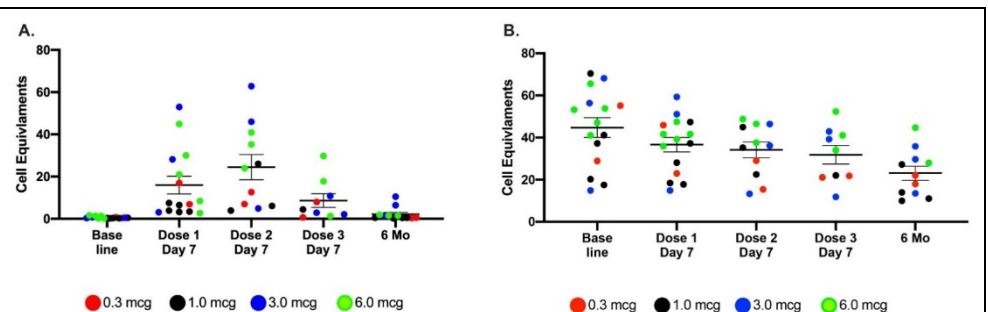 A.
80
60
40
20
0
Cell Equivlaments
Base line
Dose 1 Day 7
Dose 2 Day 7
Dose 3 Day 7
6 Mo
0.3 mcg 1.0 mcg 3.0 mcg 6.0 mcg
B.
80
60
40
20
0
Cell Equivlaments
Base line
Dose 1 Day 7
Dose 2 Day 7
Dose 3 Day 7
6 Mo
0.3 mcg 1.0 mcg 3.0 mcg 6.0 mcg